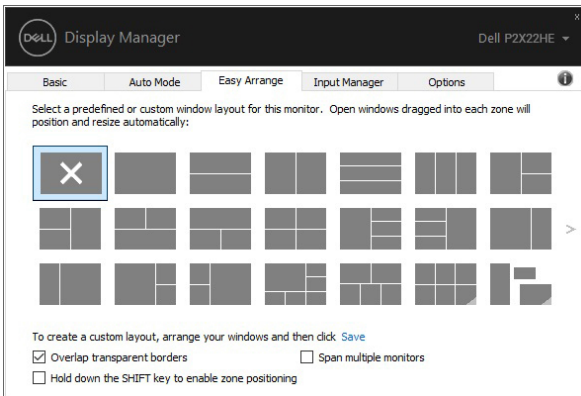 DELL Display Manager
Dell P2X22HE
Basic Auto Mode Easy Arrange Input Manager Options
Select a predefined or custom window layout for this monitor. Open windows dragged into each zone will
position and resize automatically:
To create a custom layout, arrange your windows and then click Save
Overlap transparent borders
Span multiple monitors
Hold down the SHIFT key to enable zone positioning